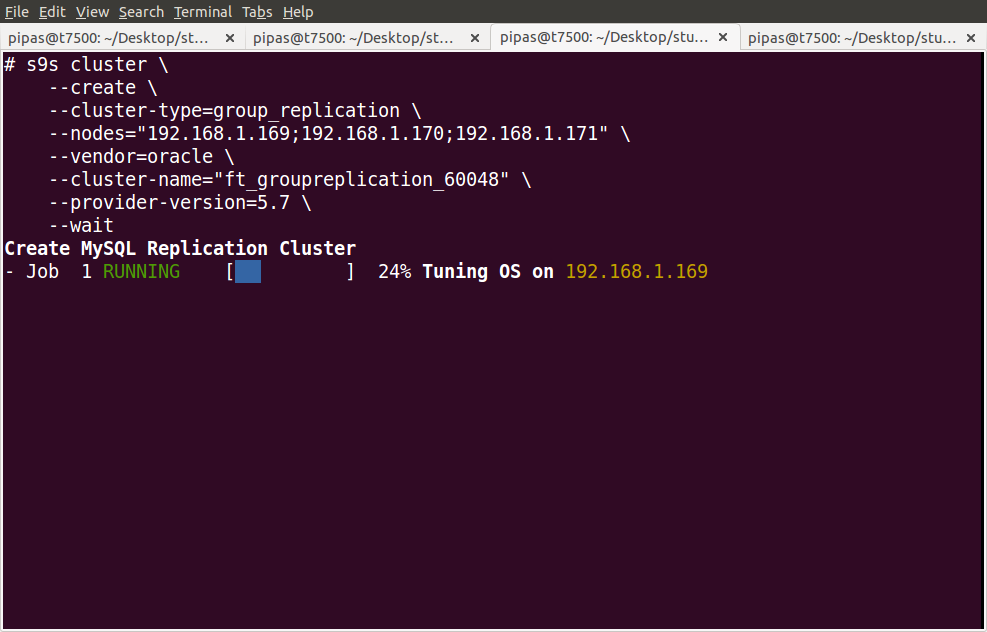 File Edit View Search Terminal Tabs Help
pipas@t7500: ~/Desktop/st... × pipas@t7500: ~/Desktop/st... × pipas@t7500: ~/Desktop/stu... × pipas@t7500: ~/Desktop/stu... ×
# s9s cluster \
    --create \
    --cluster-type=group_replication \
    --nodes="192.168.1.169;192.168.1.170;192.168.1.171" \
    --vendor=oracle \
    --cluster-name="ft_groupreplication_60048" \
    --provider-version=5.7 \
    --wait
Create MySQL Replication Cluster
- Job  1 RUNNING    [          ]  24% Tuning OS on 192.168.1.169